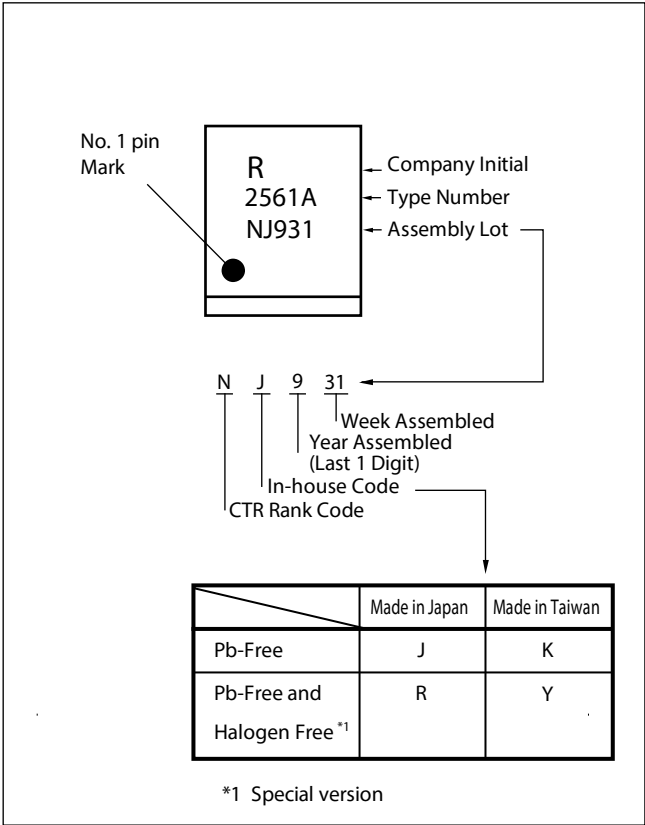 No. 1 pin
Mark
R
2561A
NJ931
Company Initial
Type Number
Assembly Lot
N J 9 31
Week Assembled
Year Assembled
(Last 1 Digit)
In-house Code
CTR Rank Code
Made in Japan Made in Taiwan
Pb-Free J K
Pb-Free and R Y
Halogen Free *1
*1 Special version